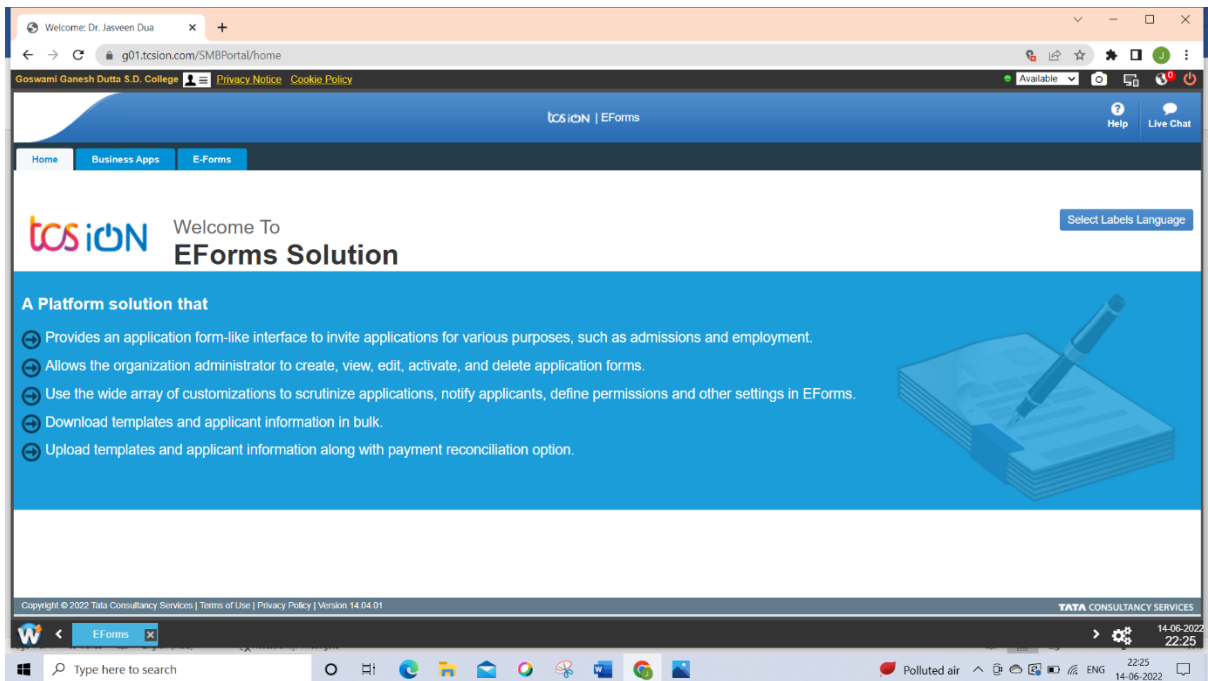 Welcome: Dr. Jasveen Dua
g01.tcsion.com/SMBPortal/home
J
Goswami Ganesh Dutta S.D. College Privacy Notice Cookie Policy Available 0
tcs iON | EForms
Help Live Chat
Home Business Apps E-Forms
Select Labels Language
tcs iON
Welcome To
EForms Solution
A Platform solution that
Provides an application form-like interface to invite applications for various purposes, such as admissions and employment.
Allows the organization administrator to create, view, edit, activate, and delete application forms.
Use the wide array of customizations to scrutinize applications, notify applicants, define permissions and other settings in EForms.
Download templates and applicant information in bulk.
Upload templates and applicant information along with payment reconciliation option.
Copyright © 2022 Tata Consultancy Services | Terms of Use | Privacy Policy | Version 14.04.01 TATA CONSULTANCY SERVICES
W EForms 14-06-2022
22:25
Type here to search Polluted air ENG 22:25
14-06-2022